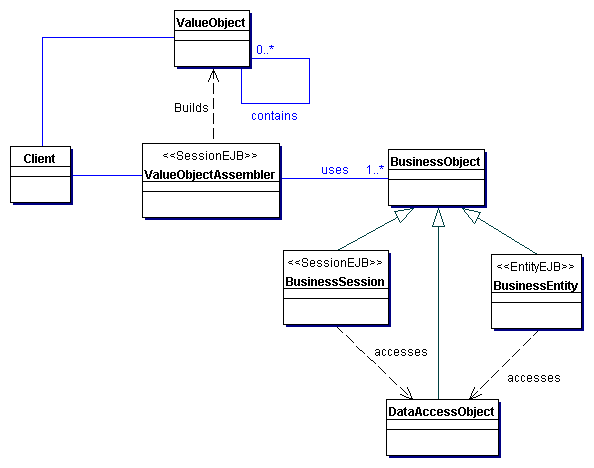 ValueObject
0..*
contains
Builds
Client
<<SessionEJB>>
ValueObjectAssembler
uses 1..*
BusinessObject
<<SessionEJB>>
BusinessSession
<<EntityEJB>>
BusinessEntity
accesses
accesses
DataAccessObject